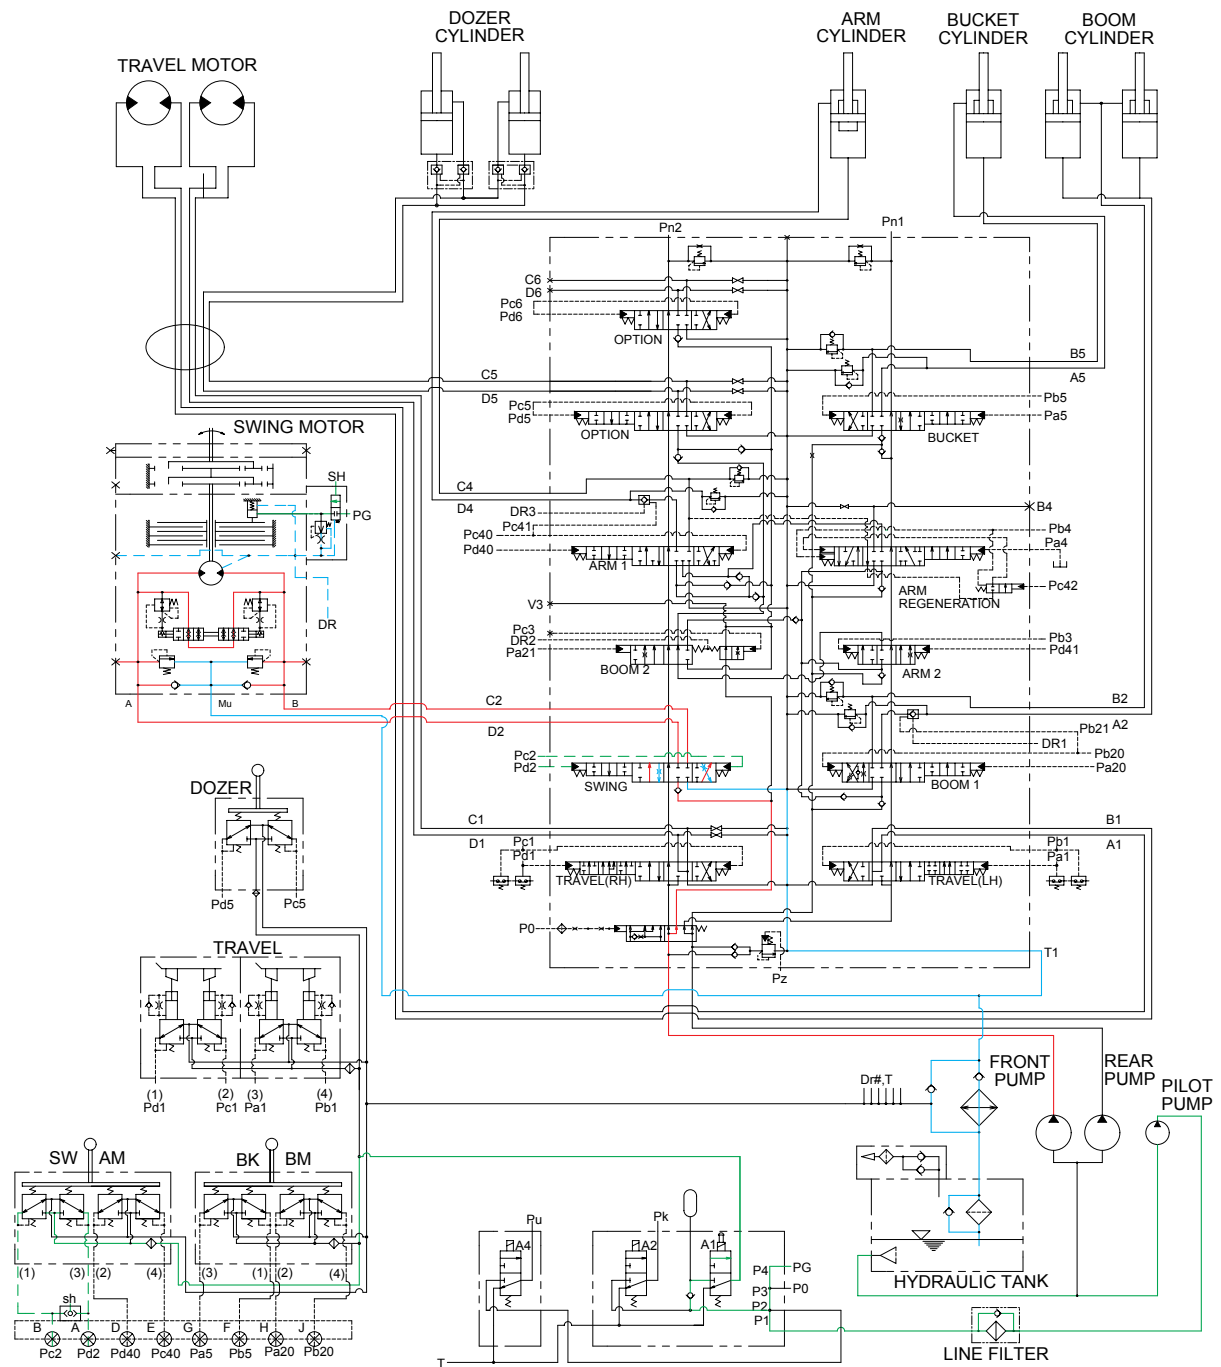 DOZER
CYLINDER
ARM
CYLINDER
BUCKET
CYLINDER
BOOM
CYLINDER
TRAVEL MOTOR
Pn2
Pn1
C6
D6
Pc6
Pd6
OPTION
B5
A5
C5
D5
Pc5
Pd5
OPTION
Pb5
Pa5
BUCKET
SWING MOTOR
SH
PG
C4
D4
DR3
Pc41
Pc40
Pd40
ARM 1
B4
Pb4
Pa4
ARM
REGENERATION
Pc42
DR
V3
Pc3
DR2
Pa21
BOOM 2
Pb3
Pd41
ARM 2
A
Mu
B
C2
D2
B2
A2
Pb21
DR1
Pc2
Pd2
SWING
Pb20
Pa20
BOOM 1
DOZER
Pd5
Pc5
C1
D1
Pc1
Pd1
TRAVEL(RH)
B1
A1
Pb1
Pa1
TRAVEL(LH)
P0
Pz
T1
TRAVEL
(1)
Pd1
(2)
Pc1
(3)
Pa1
(4)
Pb1
Dr#,T
FRONT
PUMP
REAR
PUMP
PILOT
PUMP
SW
AM
BK
BM
(1)
(3)
(2)
(4)
(3)
(1)
(2)
(4)
sh
B
A
D
E
G
F
H
J
Pc2
Pd2
Pd40
Pc40
Pa5
Pb5
Pa20
Pb20
Pu
A4
Pk
A2
A1
P4
PG
P3
P0
P2
P1
T
HYDRAULIC TANK
LINE FILTER